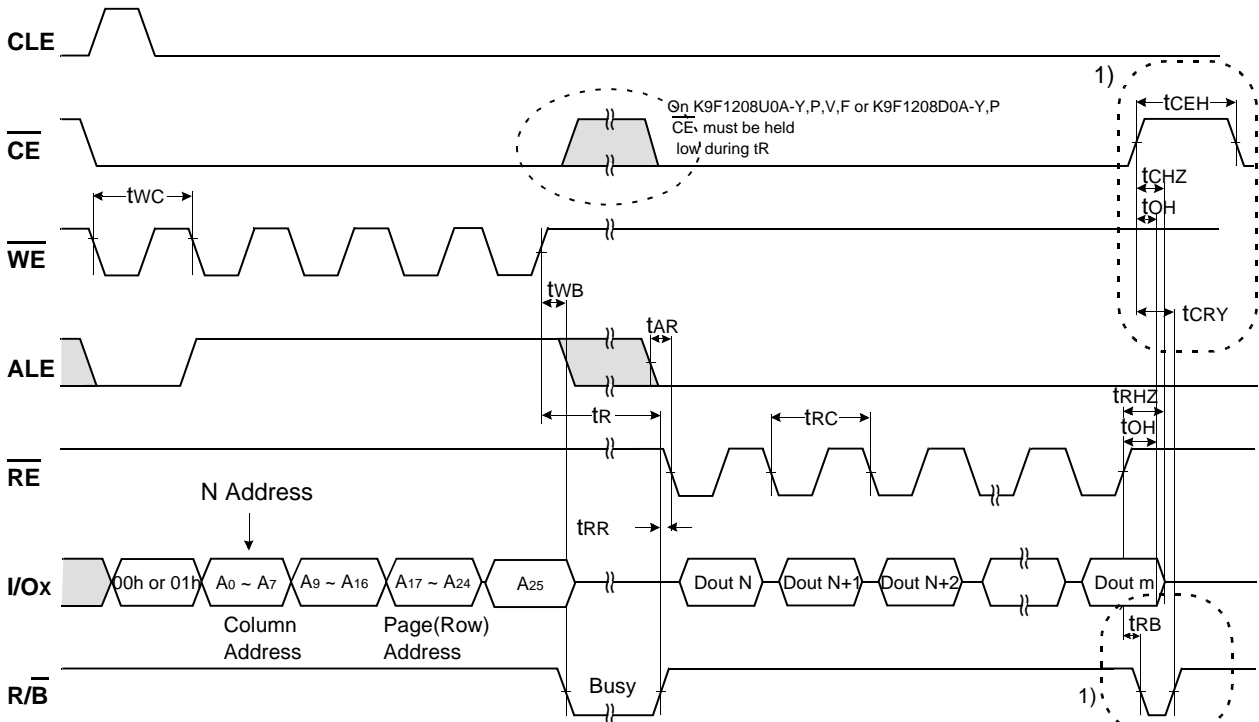 CLE
1)
tCEH
On K9F1208U0A-Y,P,V,F or K9F1208D0A-Y,P
CE must be held
low during tR
CE
tCHZ
tOH
tWC
WE
tWB
tCRY
tAR
ALE
tR
tRC
tRHZ
tOH
RE
N Address
tRR
I/Ox
00h or 01h
A0 ~ A7
A9 ~ A16
A17 ~ A24
A25
Dout N
Dout N+1
Dout N+2
Dout m
Column
Address
Page(Row)
Address
tRB
R/B
Busy
1)